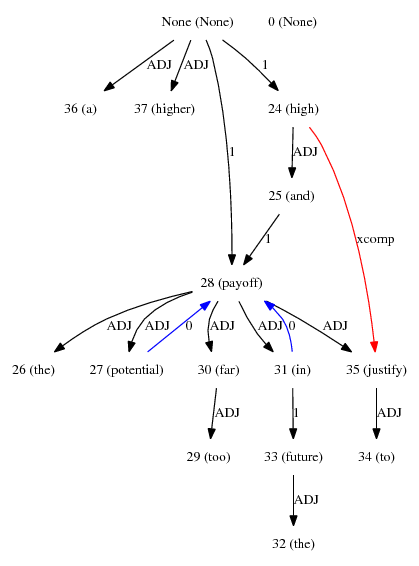 None (None) 0 (None)
ADJ ADJ 1
36 (a) 37 (higher) 24 (high)
1 ADJ
25 (and)
1 xcomp
28 (payoff)
ADJ ADJ 0 ADJ ADJ 0 ADJ
26 (the) 27 (potential) 30 (far) 31 (in) 35 (justify)
ADJ 1 ADJ
29 (too) 33 (future) 34 (to)
ADJ
32 (the)